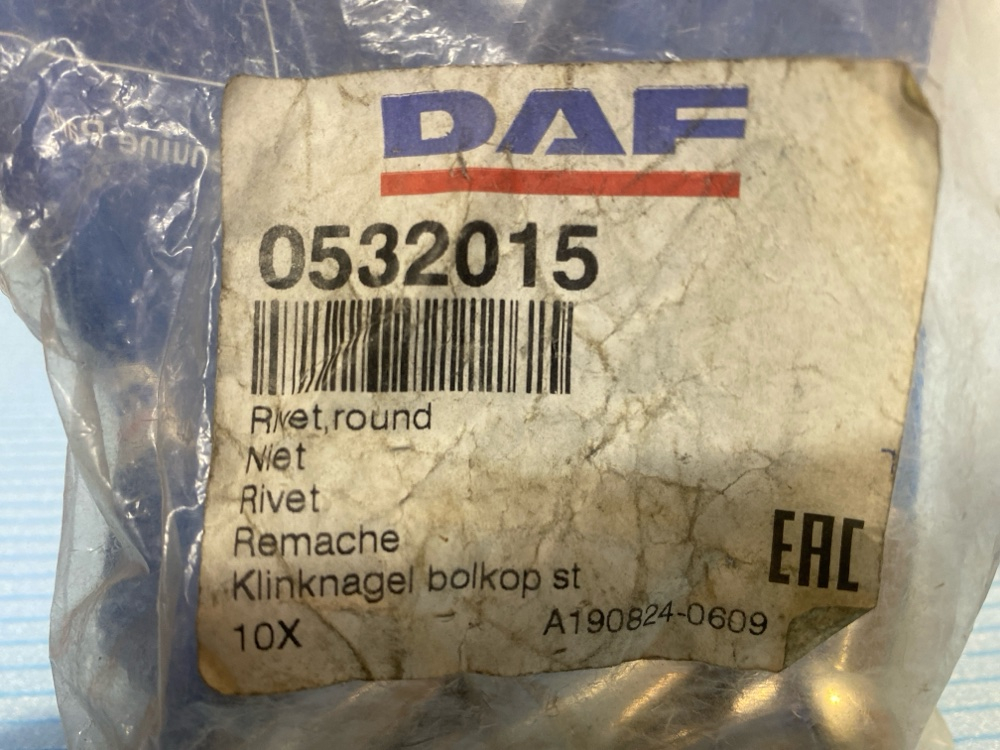 DAF
0532015
Rivet,round
Niet
Rivet
Remache
Klinknagel bolkop st
10X
A190824-0609
EAC